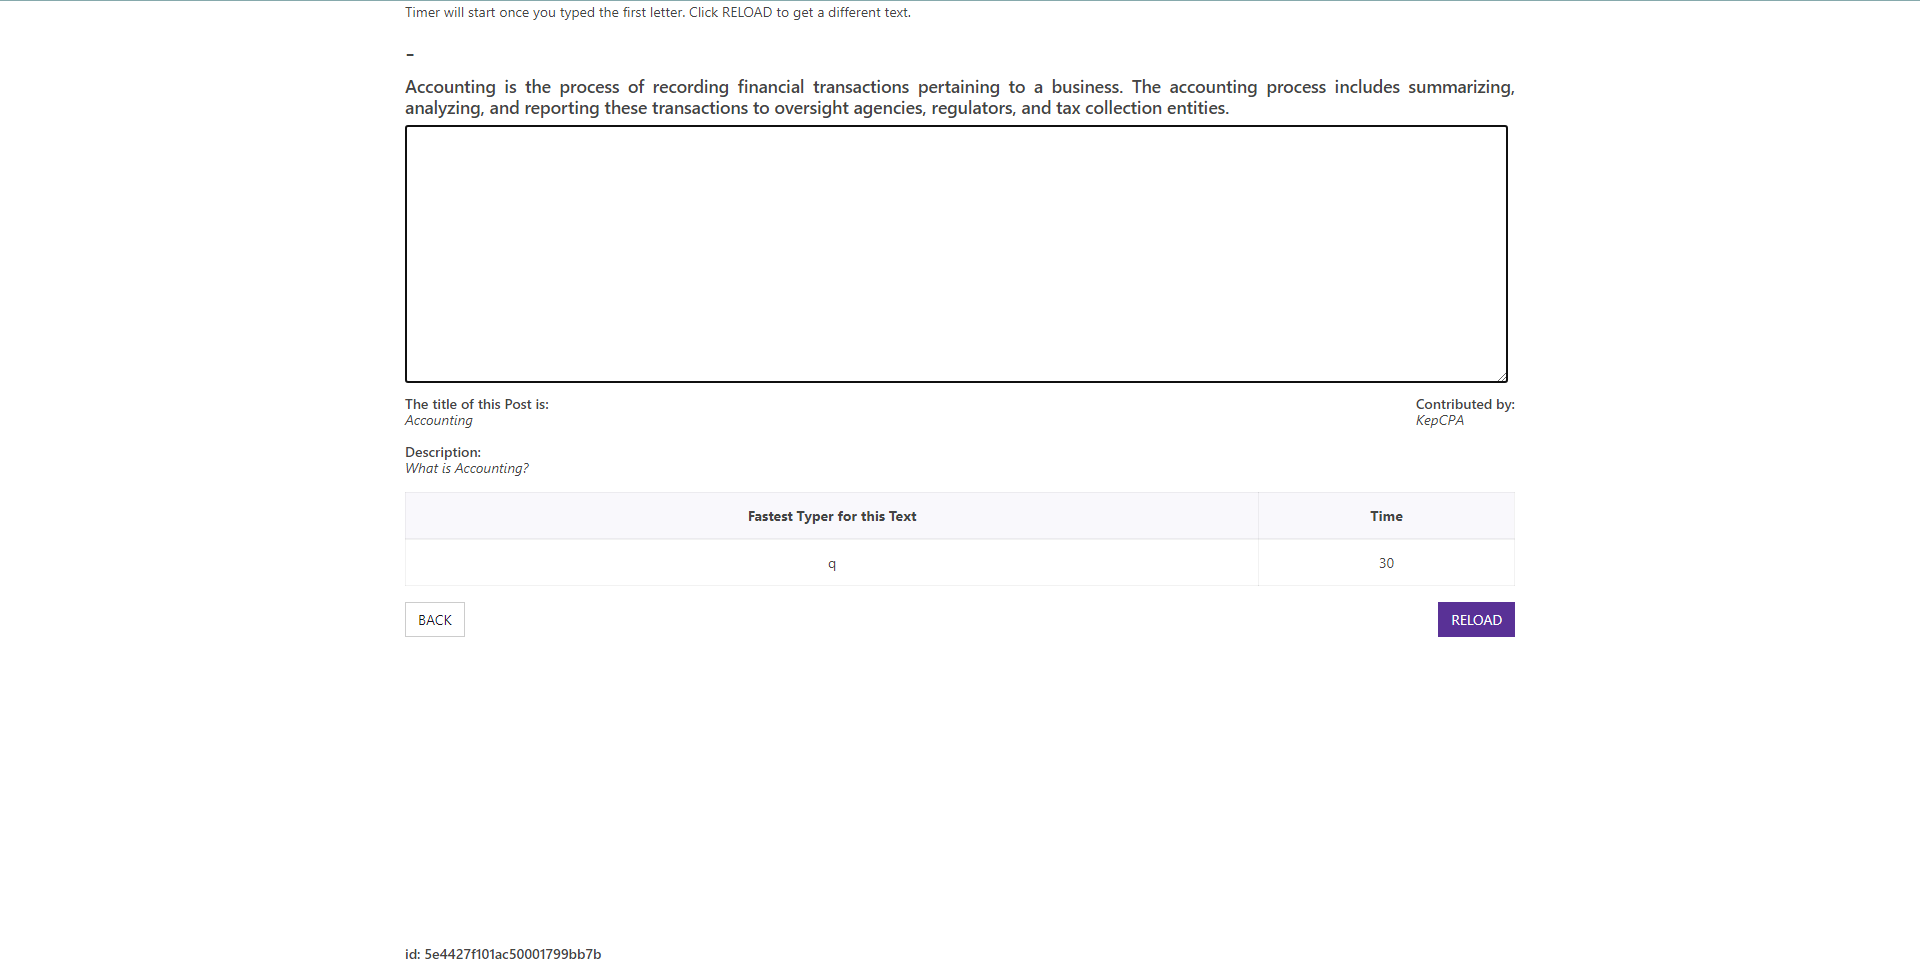 Timer will start once you typed the first letter. Click RELOAD to get a different text.
-
Accounting is the process of recording financial transactions pertaining to a business. The accounting process includes summarizing,
analyzing, and reporting these transactions to oversight agencies, regulators, and tax collection entities.
The title of this Post is:
Accounting
Contributed by:
KepCPA
Description:
What is Accounting?
Fastest Typer for this Text
Time
q
30
BACK
RELOAD
id: 5e4427f101ac50001799bb7b